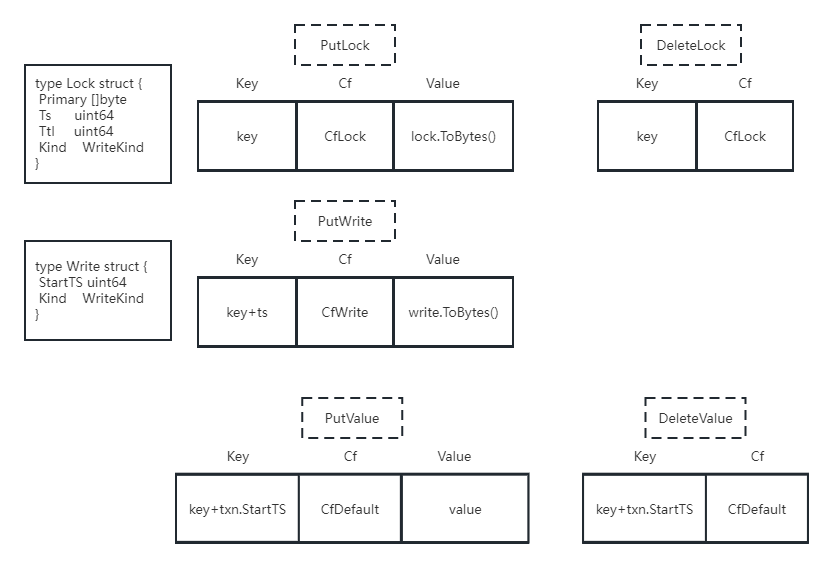 PutLock
DeleteLock
Key Cf Value
Key Cf
type Lock struct {
Primary []byte
Ts uint64
Ttl uint64
Kind WriteKind
}
key CfLock lock.ToBytes()
key CfLock
PutWrite
Key Cf Value
type Write struct {
StartTS uint64
Kind WriteKind
}
key+ts CfWrite write.ToBytes()
PutValue
DeleteValue
Key Cf Value
Key Cf
key+txn.StartTS CfDefault value
key+txn.StartTS CfDefault